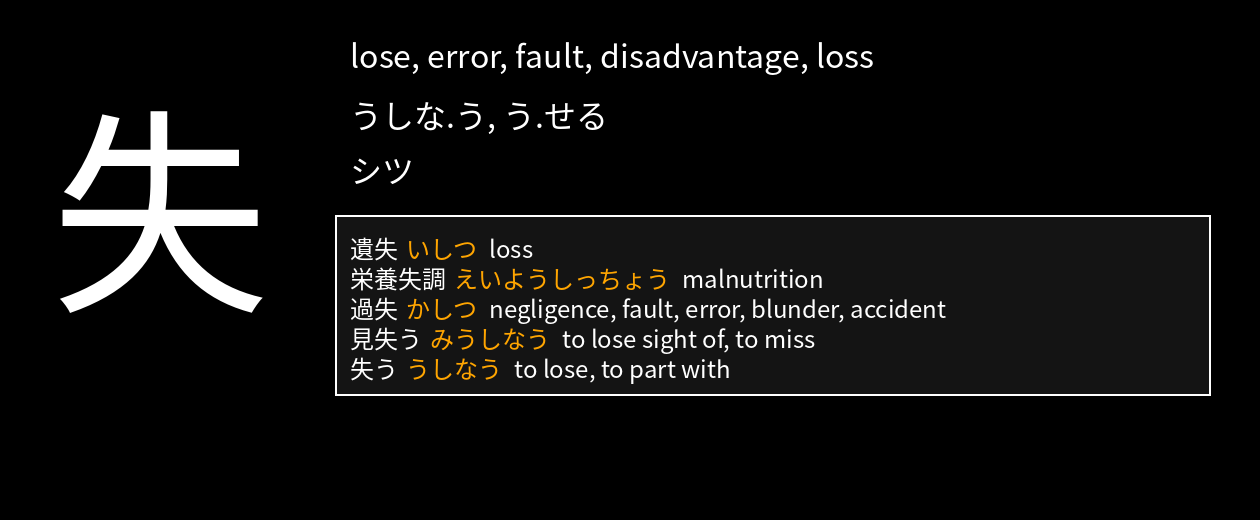 失
lose, error, fault, disadvantage, loss
うしな.う, う.せる
シツ
遺失 いしつ loss
栄養失調 えいようしっちょう malnutrition
過失 かしつ negligence, fault, error, blunder, accident
見失う みうしなう to lose sight of, to miss
失う うしなう to lose, to part with